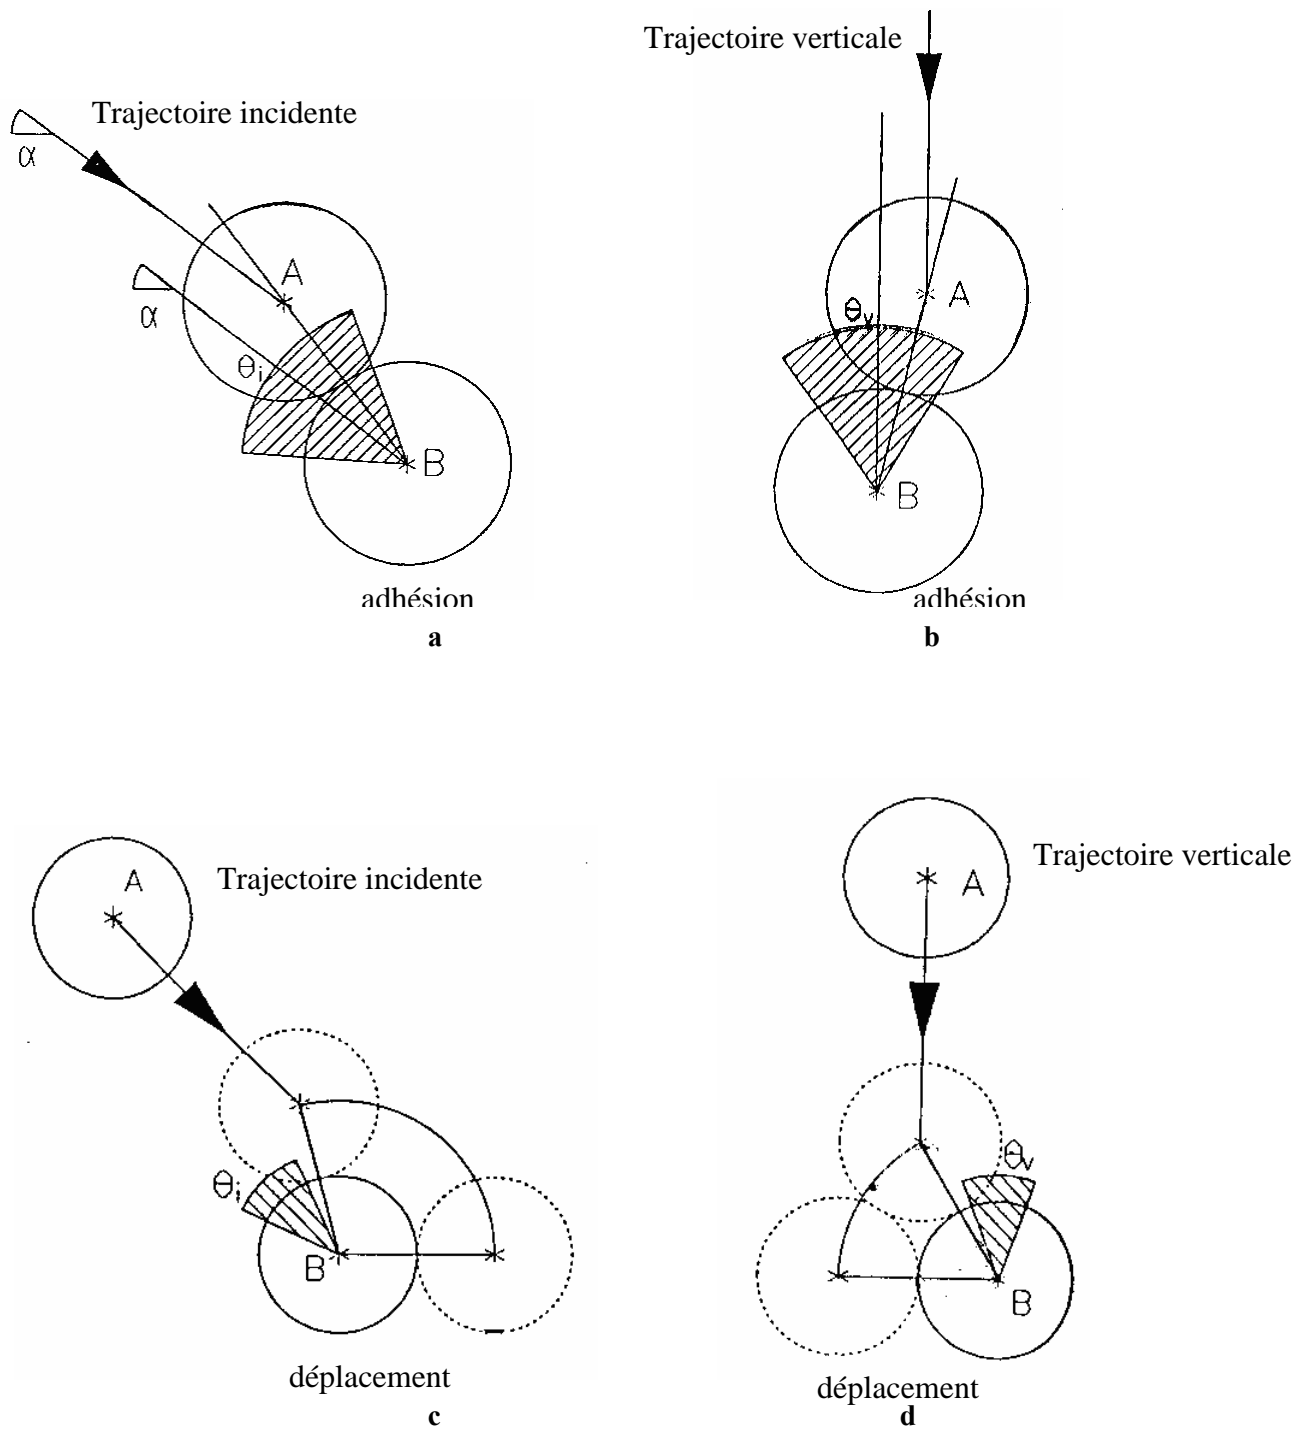 Trajectoire verticale
Trajectoire incidente
α
α
A
θi
B
adhésion
a
A
θv
B
adhésion
b
A
Trajectoire incidente
θi
B
déplacement
c
A
Trajectoire verticale
θv
B
déplacement
d